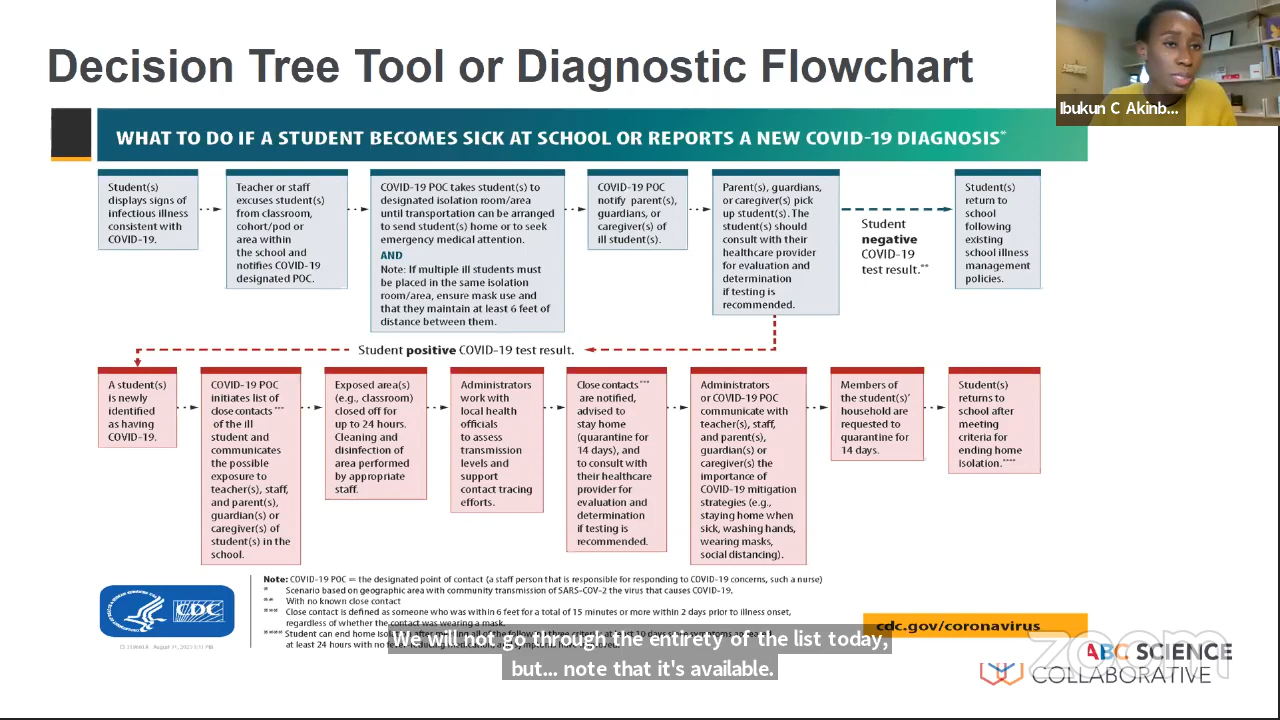 Decision Tree Tool or Diagnostic Flowchart
Ibukun C Akinb...
WHAT TO DO IF A STUDENT BECOMES SICK AT SCHOOL OR REPORTS A NEW COVID-19 DIAGNOSIS*
Student(s)
displays signs of
infectious illness
consistent with
COVID-19.
Teacher or staff
excuses student(s)
from classroom,
cohort/pod or
area within
the school and
notifies COVID-19
designated POC.
COVID-19 POC takes student(s) to
designated isolation room/area
until transportation can be arranged
to send student(s) home or to seek
emergency medical attention.
AND
Note: If multiple ill students must
be placed in the same isolation
room/area, ensure mask use and
that they maintain at least 6 feet of
distance between them.
COVID-19 POC
notify parent(s),
guardians, or
caregiver(s) of
ill student(s).
Parent(s), guardians,
or caregiver(s) pick
up student(s). The
student(s) should
consult with their
healthcare provider
for evaluation and
determination
if testing is
recommended.
Student
negative
COVID-19
test result.**
Student(s)
return to
school
following
existing
school illness
management
policies.
Student positive COVID-19 test result.
A student(s)
is newly
identified
as having
COVID-19.
COVID-19 POC
initiates list of
close contacts***
of the ill
student and
communicates
the possible
exposure to
teacher(s), staff,
and parent(s),
guardian(s) or
caregiver(s) of
student(s) in the
school.
Exposed area(s)
(e.g., classroom)
closed off for
up to 24 hours.
Cleaning and
disinfection of
area performed
by appropriate
staff.
Administrators
work with
local health
officials
to assess
transmission
levels and
support
contact tracing
efforts.
Close contacts***
are notified,
advised to
stay home
(quarantine for
14 days), and
to consult with
their healthcare
provider for
evaluation and
determination
if testing is
recommended.
Administrators
or COVID-19 POC
communicate with
teacher(s), staff,
and parent(s),
guardian(s) or
caregiver(s) the
importance of
COVID-19 mitigation
strategies (e.g.,
staying home when
sick, washing hands,
wearing masks,
social distancing).
Members of
the student(s)'
household are
requested to
quarantine for
14 days.
Student(s)
returns to
school after
meeting
criteria for
ending home
isolation.****
Note: COVID-19 POC = the designated point of contact (a staff person that is responsible for responding to COVID-19 concerns, such a nurse)
* Scenario based on geographic area with community transmission of SARS-COV-2 the virus that causes COVID-19.
** With no known close contact
*** Close contact is defined as someone who was within 6 feet for a total of 15 minutes or more within 2 days prior to illness onset,
regardless of whether the contact was wearing a mask.
**** Student can end home
at least 24 hours with no
CDC
cdc.gov/coronavirus
We will not go through the entirety of the list today,
but... note that it's available.
zoom
ABC SCIENCE
COLLABORATIVE